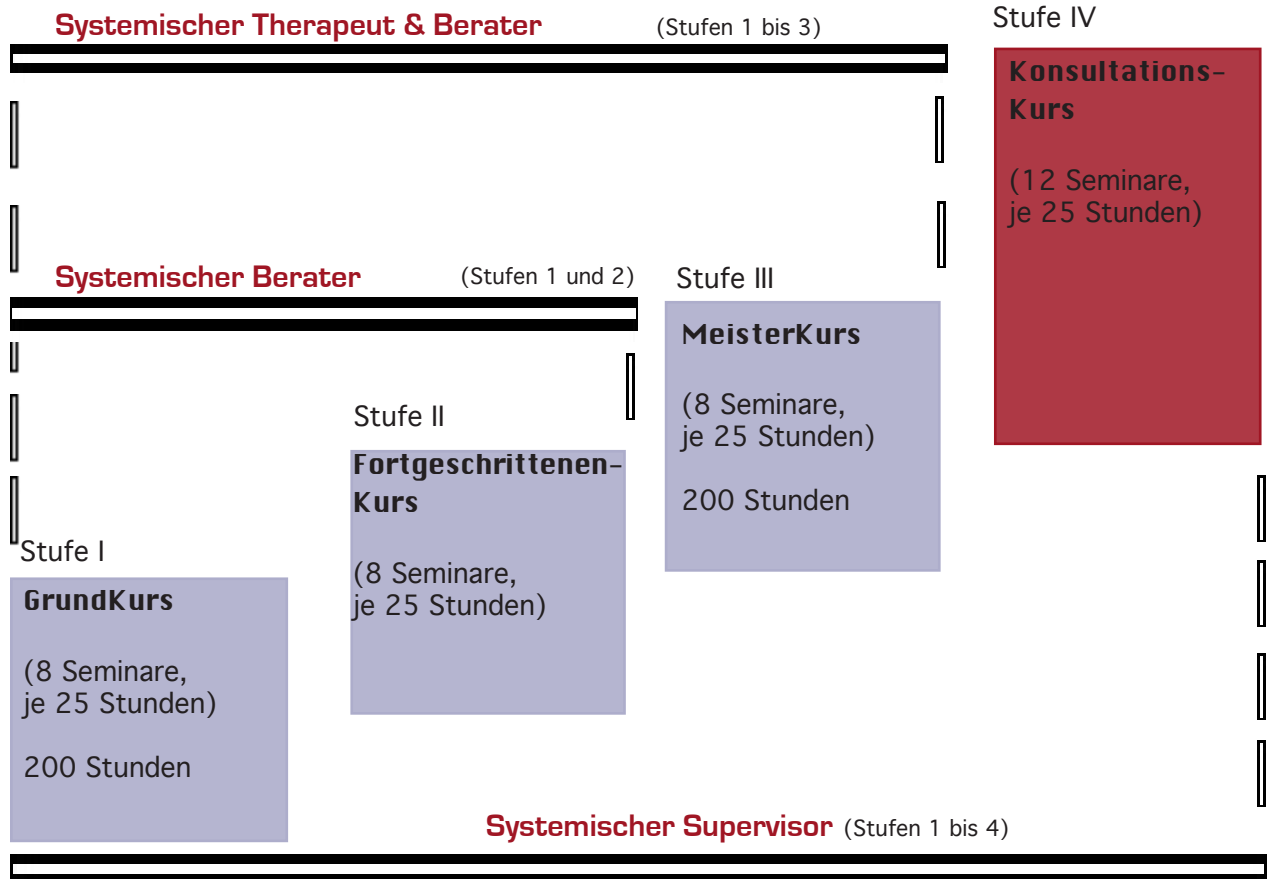 Systemischer Therapeut & Berater (Stufen 1 bis 3)
Stufe IV
Konsultations-
Kurs
(12 Seminare,
je 25 Stunden)
Systemischer Berater (Stufen 1 und 2)
Stufe III
MeisterKurs
(8 Seminare,
je 25 Stunden)
200 Stunden
Stufe II
Fortgeschrittenen-
Kurs
(8 Seminare,
je 25 Stunden)
Stufe I
GrundKurs
(8 Seminare,
je 25 Stunden)
200 Stunden
Systemischer Supervisor (Stufen 1 bis 4)